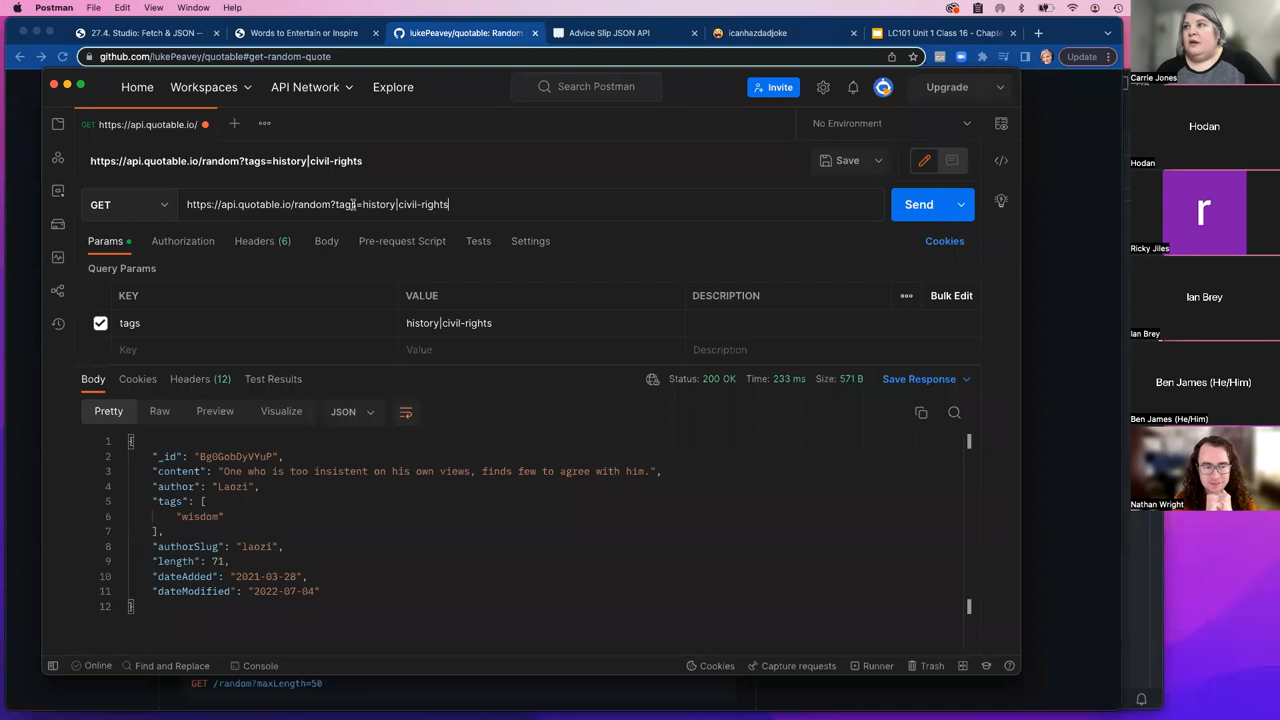 Postman File Edit View Window Help
27.4. Studio: Fetch & JSON — Words to Entertain or Inspire lukePeavey/quotable: Random Advice Slip JSON API icanhazdadjoke LC101 Unit 1 Class 16 - Chapte
github.com/lukePeavey/quotable#get-random-quote Update
Home Workspaces API Network Explore Search Postman Invite Upgrade
GET https://api.quotable.io/ No Environment
https://api.quotable.io/random?tags=history|civil-rights Save
GET https://api.quotable.io/random?tags=history|civil-rights Send
Params Authorization Headers (6) Body Pre-request Script Tests Settings Cookies
Query Params
KEY VALUE DESCRIPTION Bulk Edit
tags history|civil-rights
Key Value Description
Body Cookies Headers (12) Test Results Status: 200 OK Time: 233 ms Size: 571 B Save Response
Pretty Raw Preview Visualize JSON
1 {
2 "_id": "Bg0GobDyVYuP",
3 "content": "One who is too insistent on his own views, finds few to agree with him.",
4 "author": "Laozi",
5 "tags": [
6 "wisdom"
7 ],
8 "authorSlug": "laozi",
9 "length": 71,
10 "dateAdded": "2021-03-28",
11 "dateModified": "2022-07-04"
12 }
Online Find and Replace Console Cookies Capture requests Runner Trash
GET /random?maxLength=50
Carrie Jones
Hodan
Hodan
r
Ricky Jiles
Ian Brey
Ian Brey
Ben James (He/Him)
Ben James (He/Him)
Nathan Wright